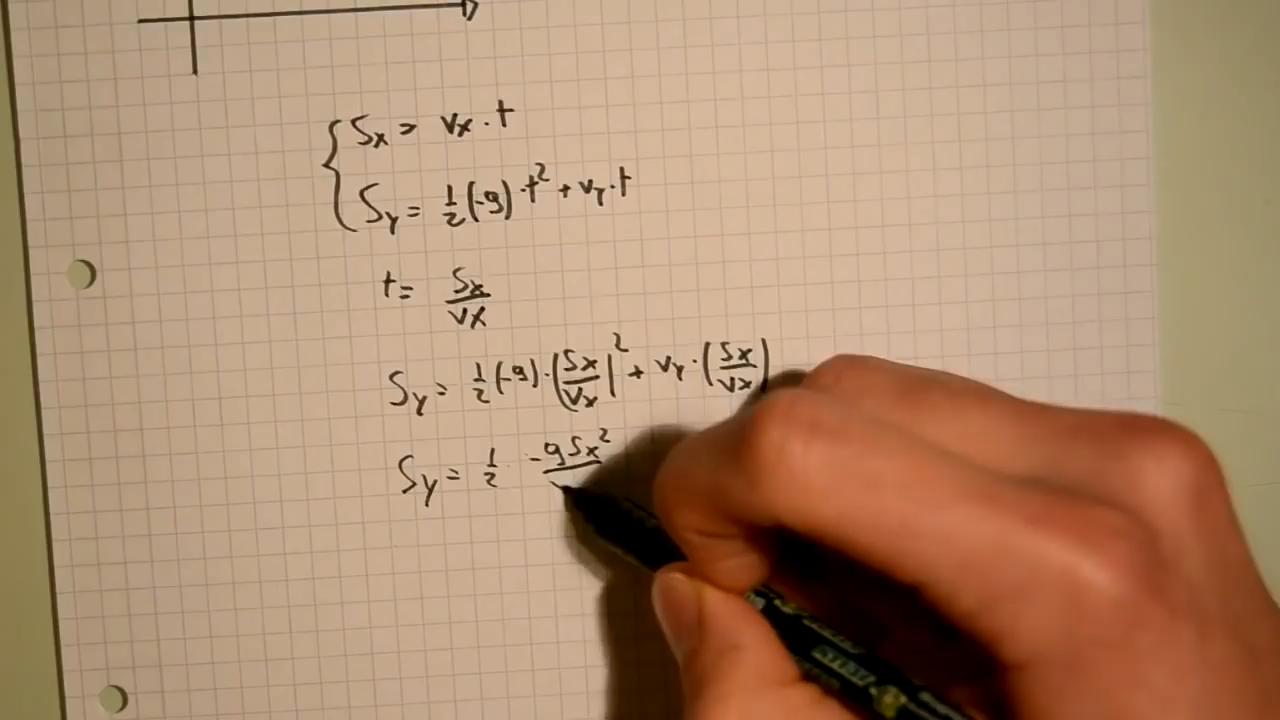 Sx = vx · t
Sy = 1/2 (-g) · t² + vy · t
t = Sx/vx
Sy = 1/2 (-g) · (Sx/vx)² + vy · (Sx/vx)
Sy = 1/2 · -gSx²/